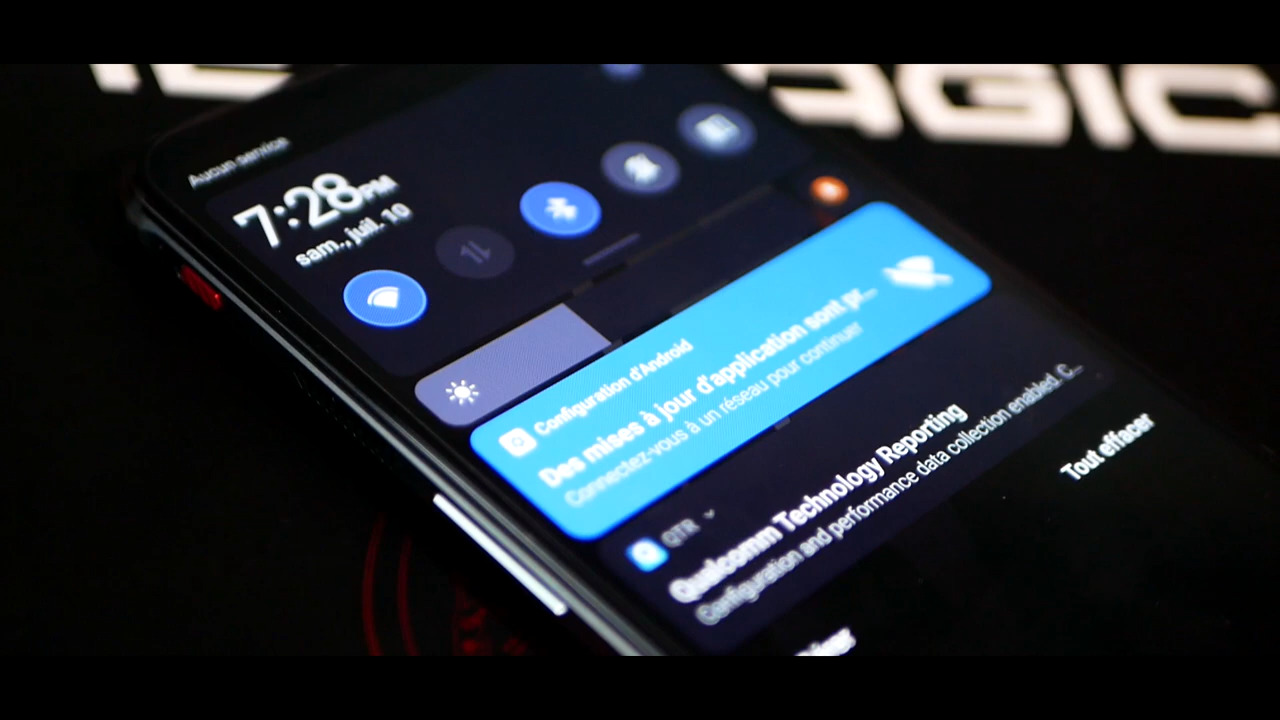 AGIC
Aucun service
7:28PM
sam., juil. 10
Configuration d'Android
Des mises à jour d'application sont pr...
Connectez-vous à un réseau pour continuer
QTR
Qualcomm Technology Reporting
Configuration and performance data collection enabled. C...
Tout effacer